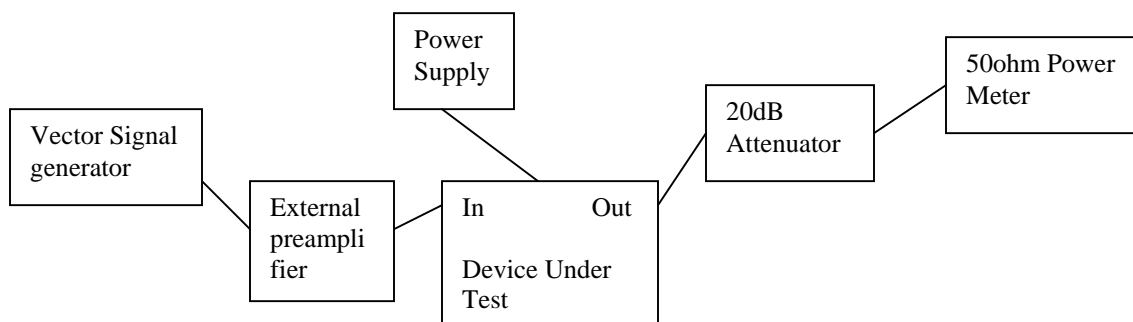 Vector Signal
generator
External
preampli
fier
Power
Supply
In Out
Device Under
Test
20dB
Attenuator
50ohm Power
Meter